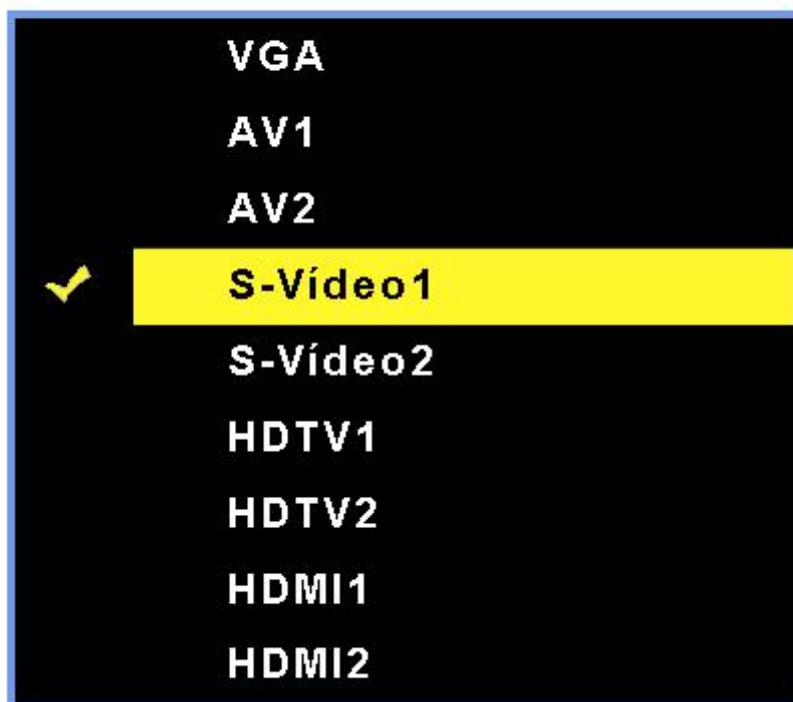 VGA
AV1
AV2
S-Vídeo1
S-Vídeo2
HDTV1
HDTV2
HDMI1
HDMI2